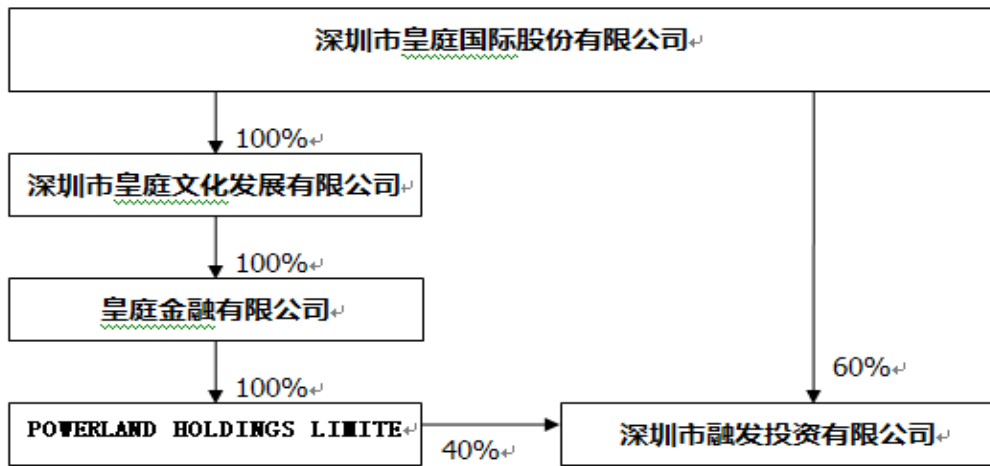 深圳市皇庭国际股份有限公司
100%
深圳市皇庭文化发展有限公司
100%
皇庭金融有限公司
100%
60%
POWERLAND HOLDINGS LIMITE
40%
深圳市融发投资有限公司